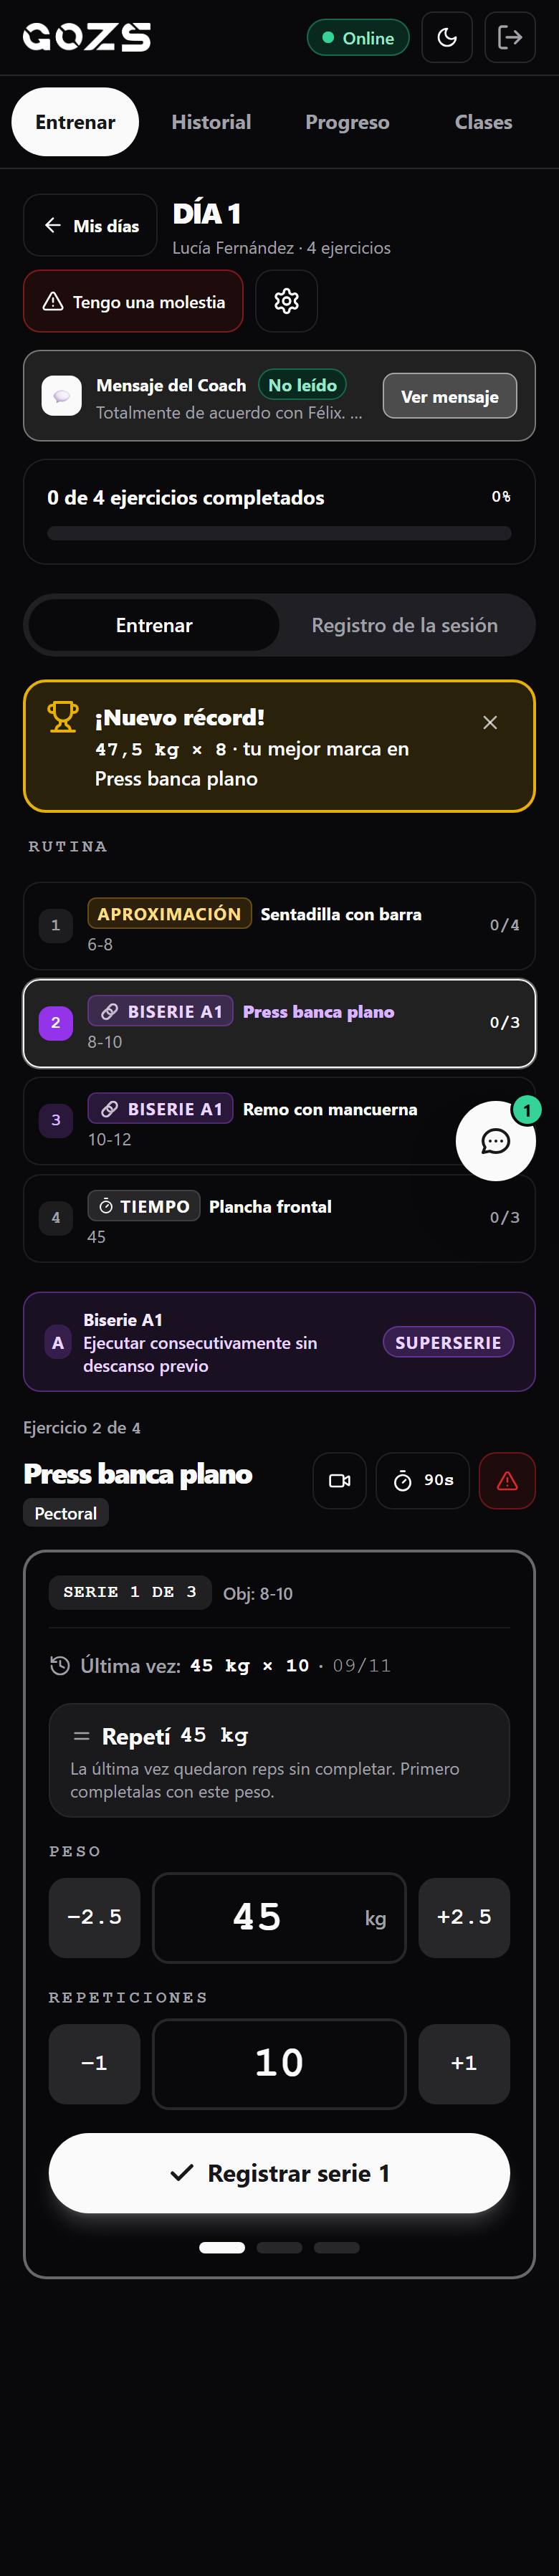 GOZS
Online
Entrenar
Historial
Progreso
Clases
Mis días
DÍA 1
Lucía Fernández · 4 ejercicios
Tengo una molestia
Mensaje del Coach
No leído
Totalmente de acuerdo con Félix. ...
Ver mensaje
0 de 4 ejercicios completados
0%
Entrenar
Registro de la sesión
¡Nuevo récord!
47,5 kg × 8 · tu mejor marca en
Press banca plano
RUTINA
1
APROXIMACIÓN Sentadilla con barra
6-8
0/4
2
BISERIE A1 Press banca plano
8-10
0/3
3
BISERIE A1 Remo con mancuerna
10-12
1
4
TIEMPO Plancha frontal
45
0/3
A
Biserie A1
Ejecutar consecutivamente sin
descanso previo
SUPERSERIE
Ejercicio 2 de 4
Press banca plano
90s
Pectoral
SERIE 1 DE 3
Obj: 8-10
Última vez: 45 kg × 10 · 09/11
= Repetí 45 kg
La última vez quedaron reps sin completar. Primero
completalas con este peso.
PESO
−2.5
45
kg
+2.5
REPETICIONES
−1
10
+1
Registrar serie 1